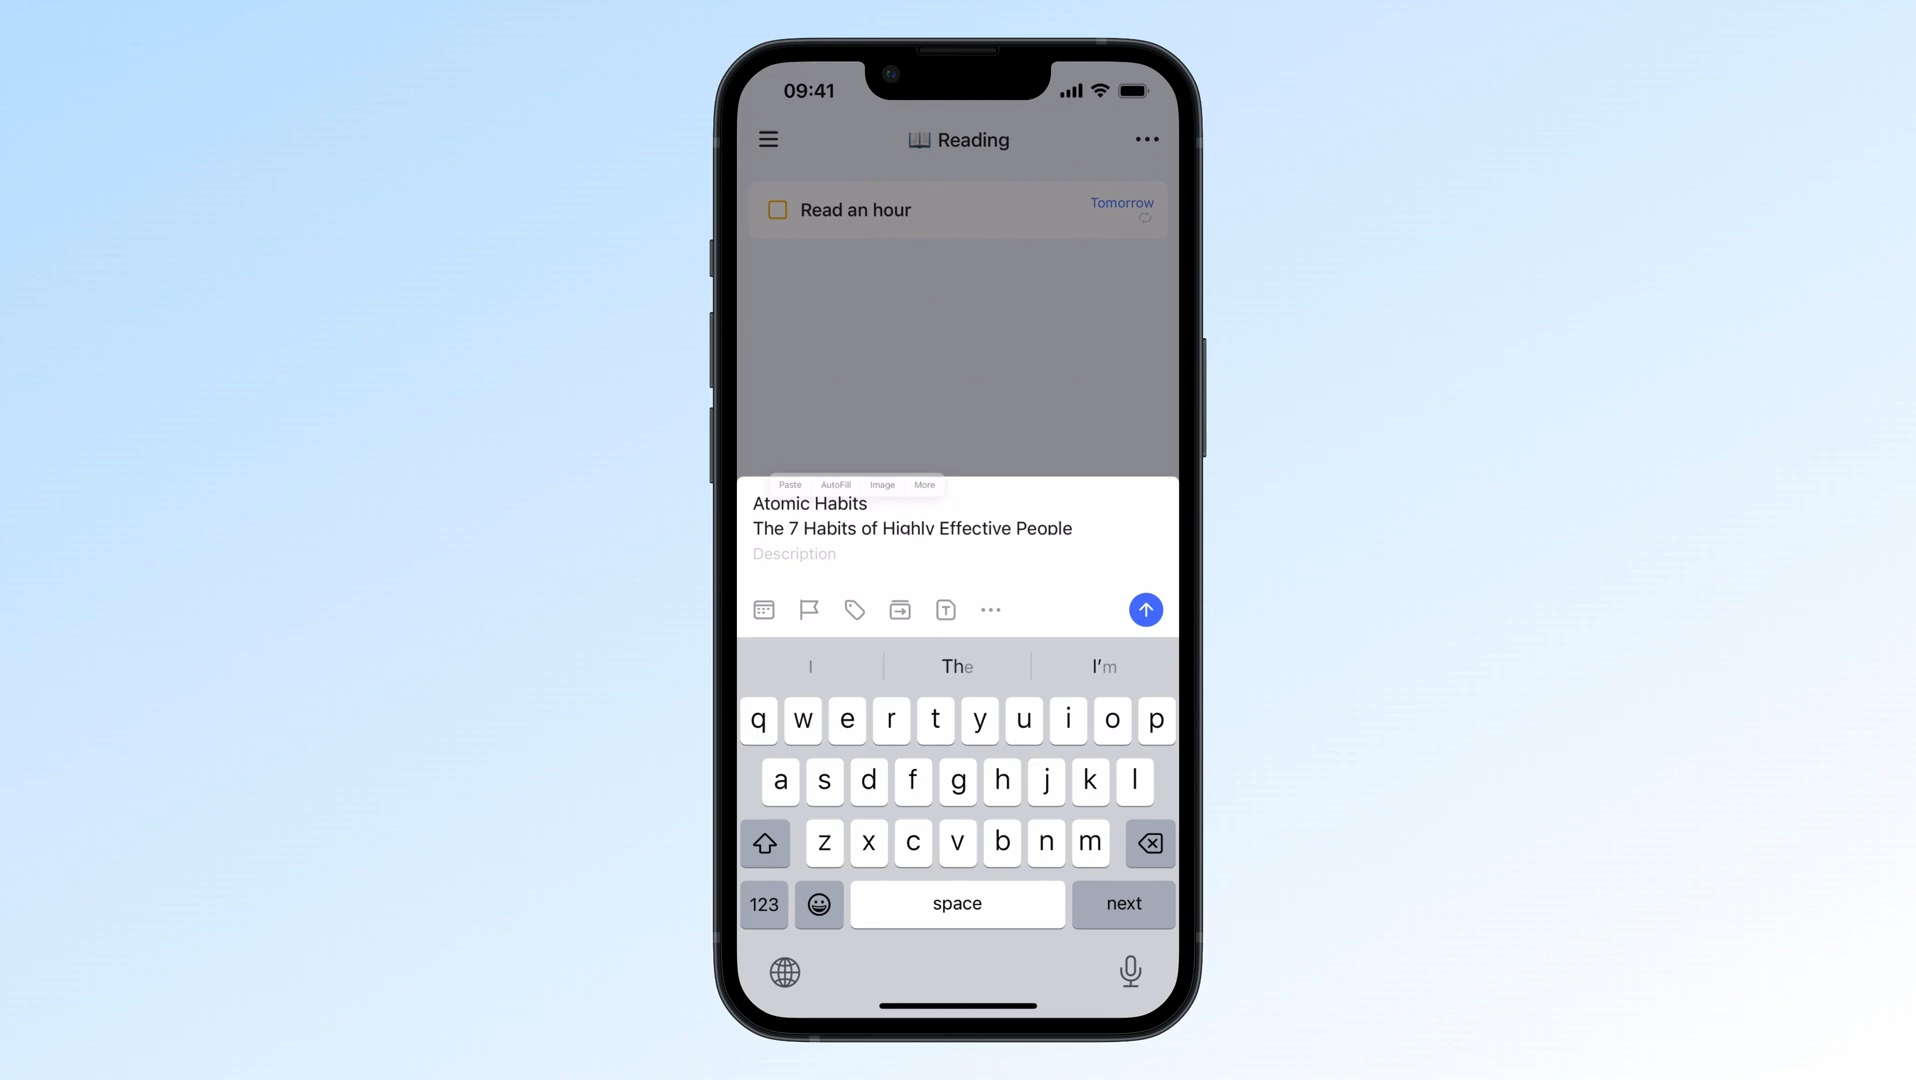 09:41
📖 Reading
Read an hour
Tomorrow
Paste AutoFill Image More
Atomic Habits
The 7 Habits of Highly Effective People
Description
I The I'm
q w e r t y u i o p
a s d f g h j k l
z x c v b n m
123 space next